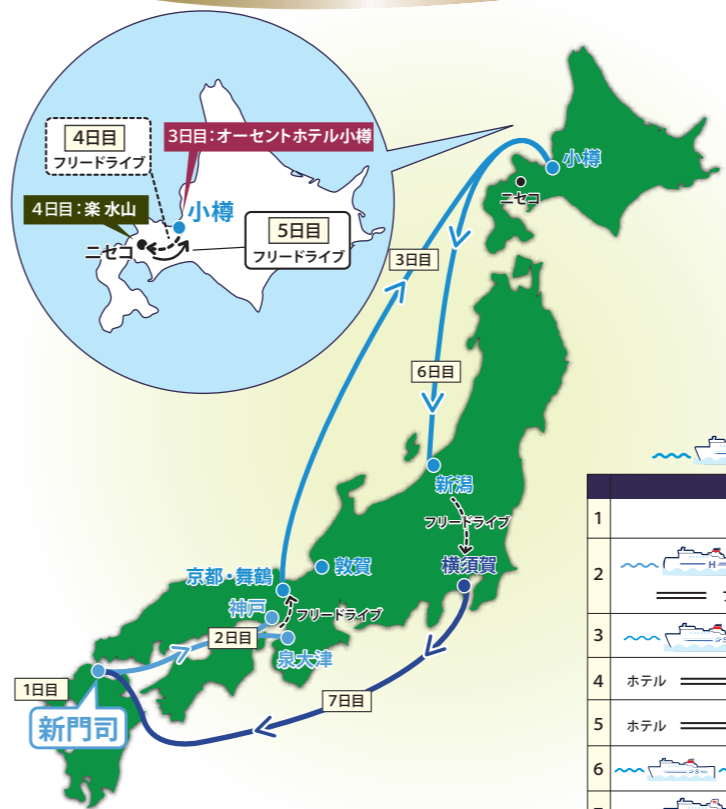 4日目
フリードライブ
3日目：オーセントホテル小樽
4日目：楽 水山
小樽
ニセコ
5日目
フリードライブ
小樽
ニセコ
3日目
6日目
新潟
フリードライブ
横須賀
敦賀
京都・舞鶴
神戸
フリードライブ
2日目
泉大津
1日目
新門司
7日目
1
2
H
3
S
4 ホテル
5 ホテル
6
S